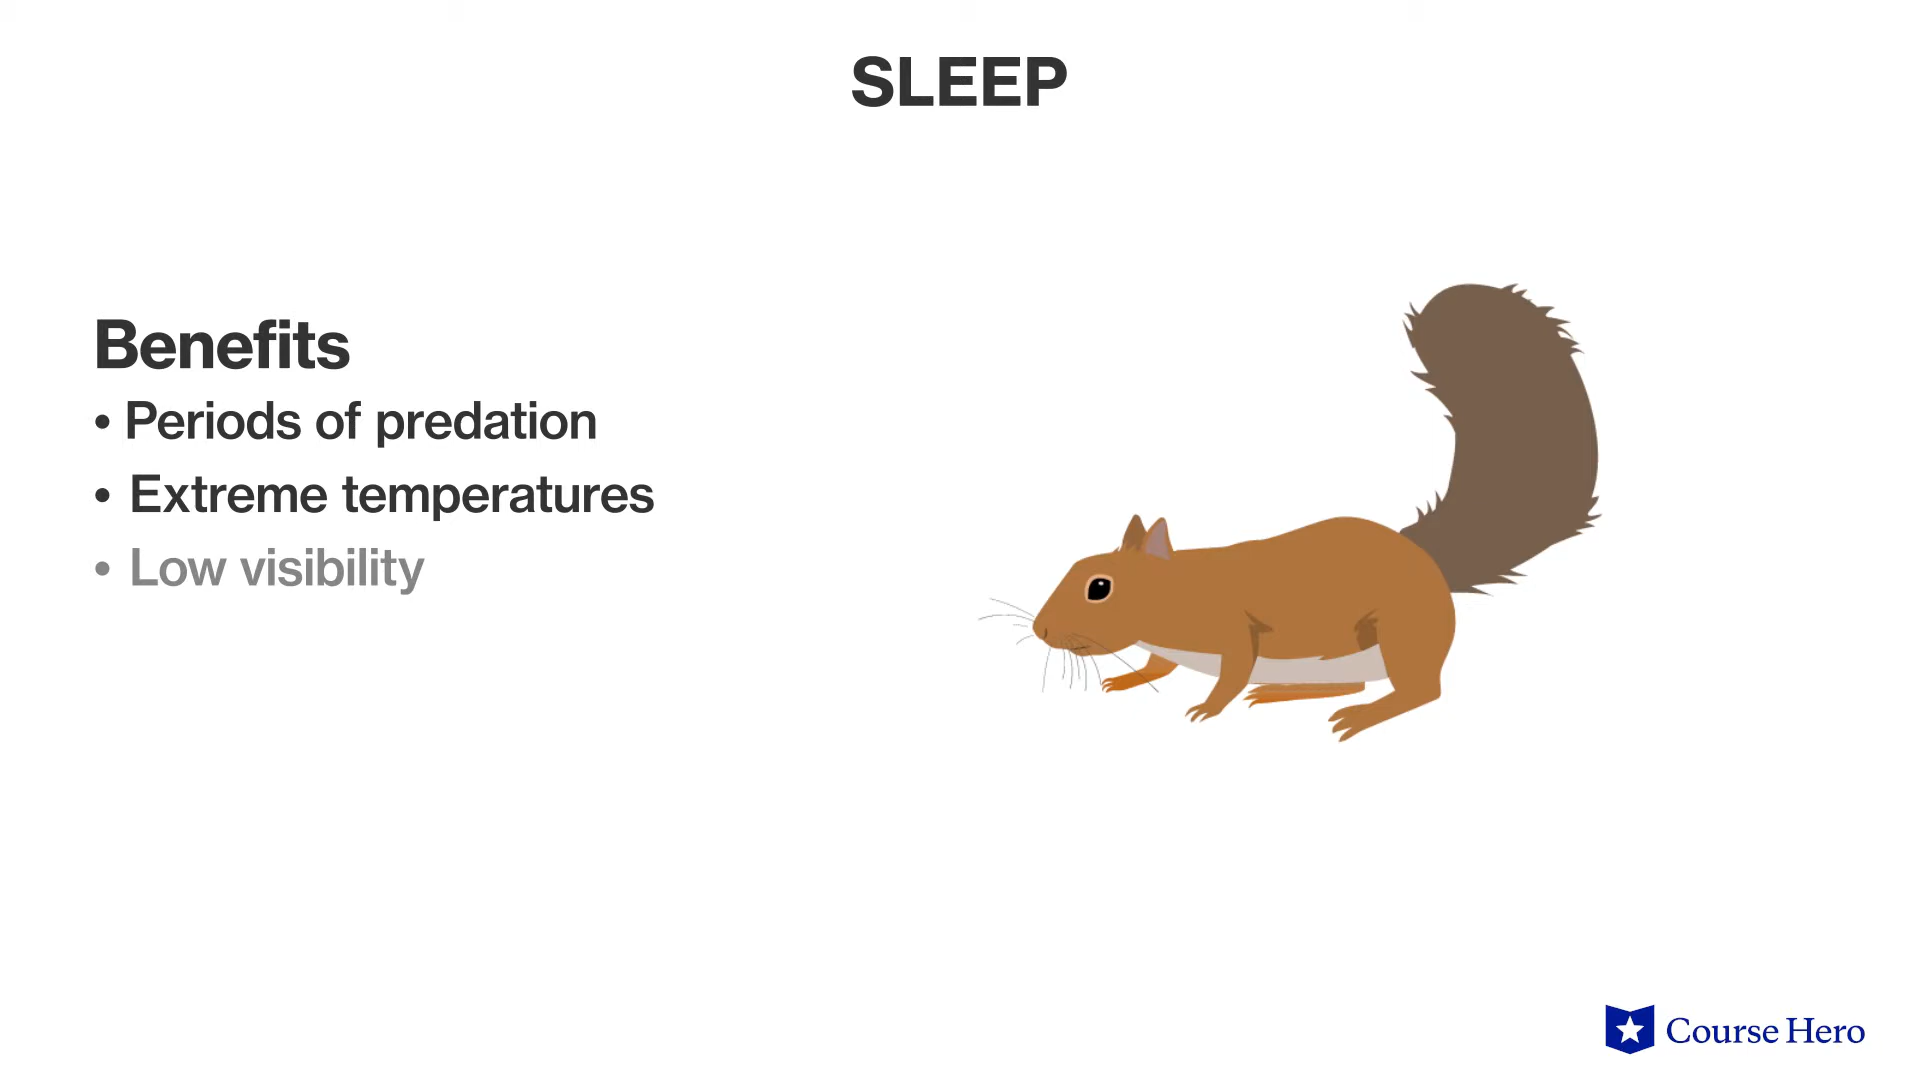 SLEEP
Benefits
• Periods of predation
• Extreme temperatures
• Low visibility
Course Hero